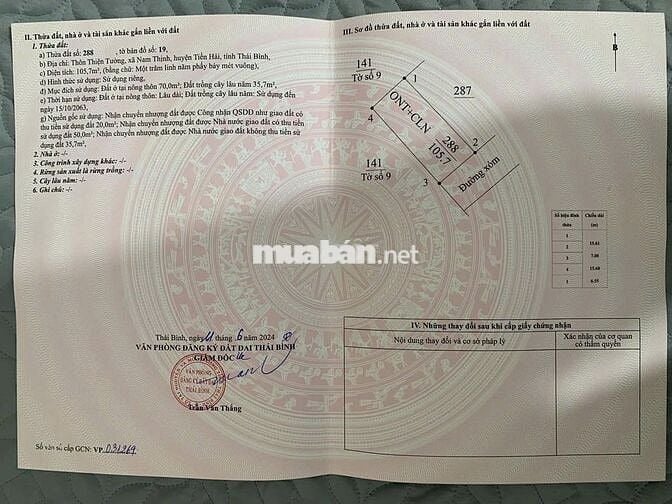 II. Thửa đất, nhà ở và tài sản khác gắn liền với đất
1. Thửa đất:
a) Thửa đất số: 288 , tờ bản đồ số: 19,
b) Địa chỉ: Thôn Thiện Tường, xã Nam Thịnh, huyện Tiền Hải, tỉnh Thái Bình,
c) Diện tích: 105,7m², (bằng chữ: Một trăm linh năm phẩy bảy mét vuông),
d) Hình thức sử dụng: Sử dụng riêng,
đ) Mục đích sử dụng: Đất ở tại nông thôn 70,0m²; Đất trồng cây lâu năm 35,7m²,
e) Thời hạn sử dụng: Đất ở tại nông thôn: Lâu dài; Đất trồng cây lâu năm: Sử dụng đến
ngày 15/10/2063,
g) Nguồn gốc sử dụng: Nhận chuyển nhượng đất được Công nhận QSDĐ như giao đất có
thu tiền sử dụng đất 20,0m²; Nhận chuyển nhượng đất được Nhà nước giao đất có thu tiền
sử dụng đất 50,0m²; Nhận chuyển nhượng đất được Nhà nước giao đất không thu tiền sử
dụng đất 35,7m²,
2. Nhà ở: -/-
3. Công trình xây dựng khác: -/-
4. Rừng sản xuất là rừng trồng: -/-
5. Cây lâu năm: -/-
6. Ghi chú: -/-
Thái Bình, ngày 11 tháng 6 năm 2024
VĂN PHÒNG ĐĂNG KÝ ĐẤT ĐAI THÁI BÌNH
GIÁM ĐỐC
VĂN PHÒNG
ĐĂNG KÝ ĐẤT ĐAI
THÁI BÌNH
Trần Văn Thắng
Số vào sổ cấp GCN: VP.031269
III. Sơ đồ thửa đất, nhà ở và tài sản khác gắn liền với đất
B
141
Tờ số 9
1
287
ONT+CLN
4
288
105.7
2
141
Tờ số 9
3
Đường xóm
Số hiệu đỉnh thửa
Chiều dài (m)
1
15.61
2
7.00
3
15.60
4
6.55
1
IV. Những thay đổi sau khi cấp giấy chứng nhận
Nội dung thay đổi và cơ sở pháp lý
Xác nhận của cơ quan
có thẩm quyền
muaban.net